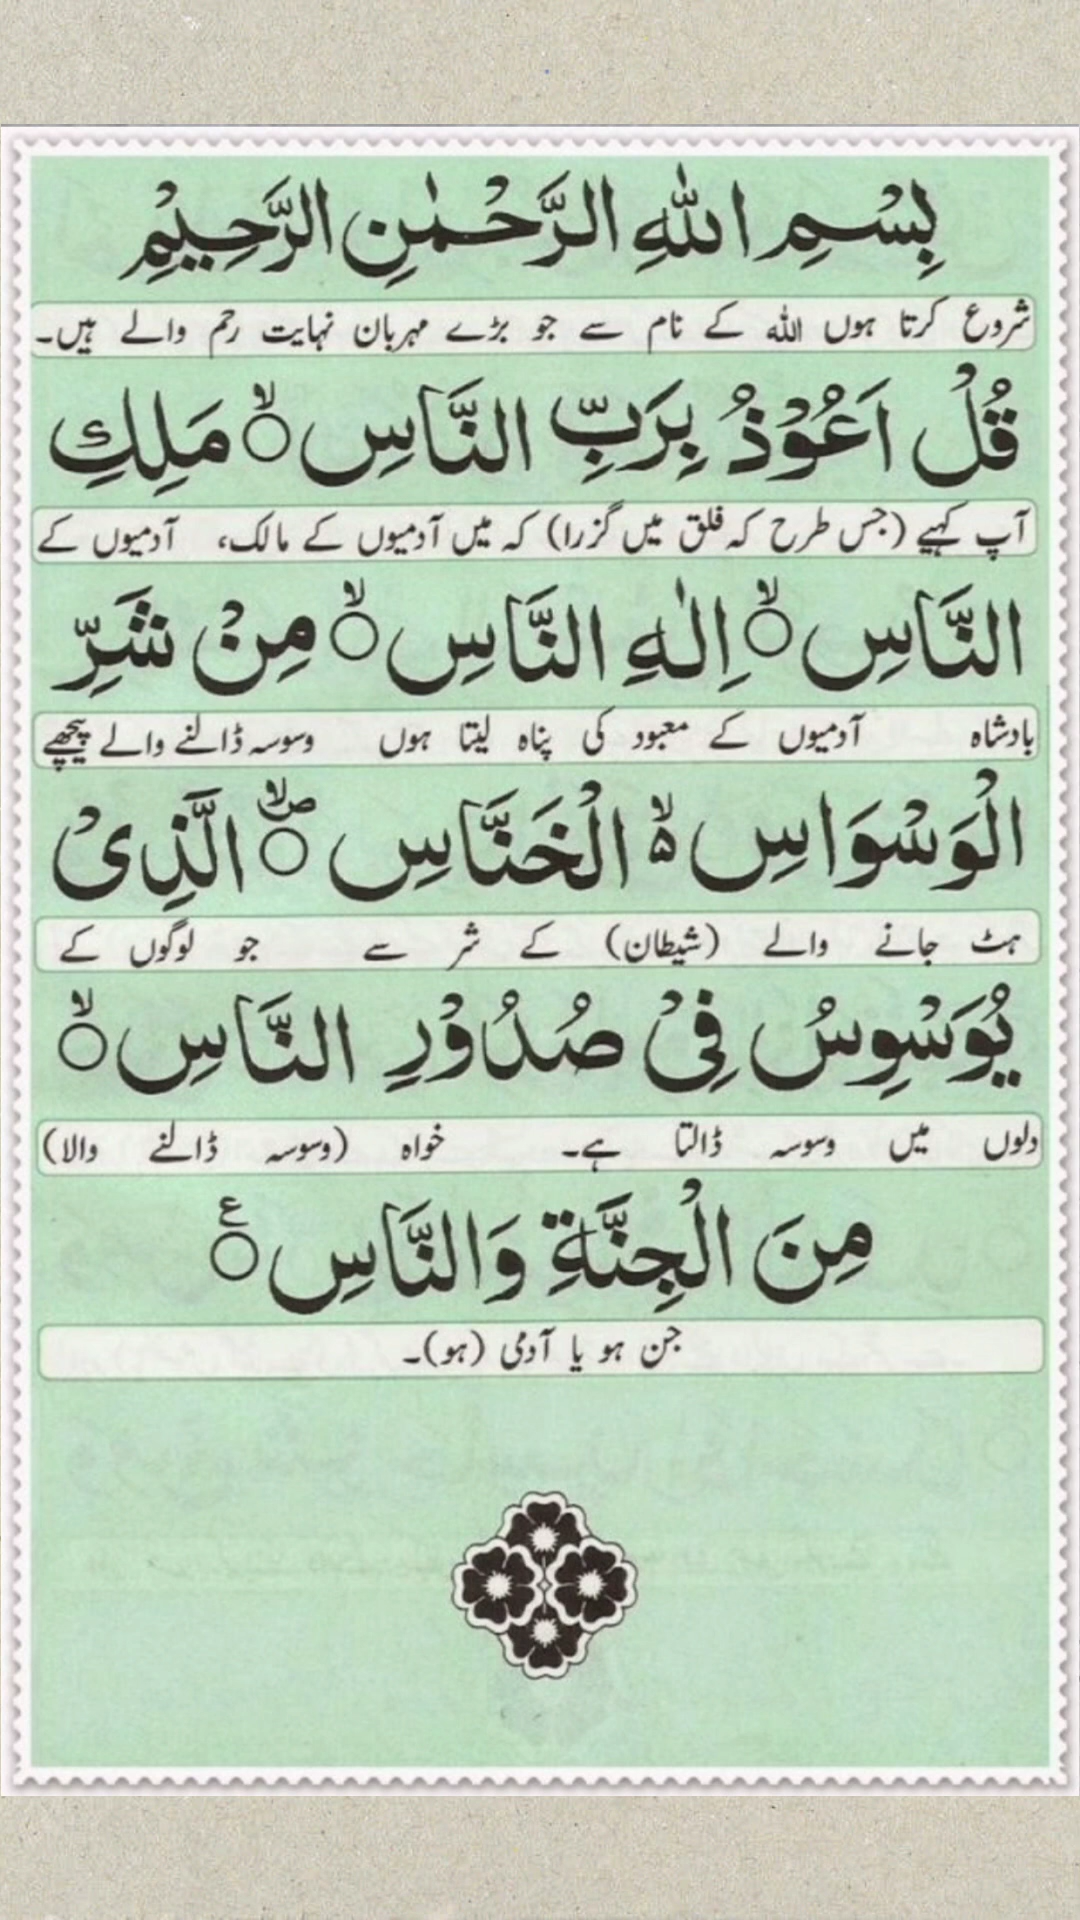 بِسْمِ اللّٰهِ الرَّحْمٰنِ الرَّحِيْمِ
شروع کرتا ہوں اللہ کے نام سے جو بڑے مہربان نہایت رحم والے ہیں۔
قُلْ اَعُوْذُ بِرَبِّ النَّاسِ ۙ مَلِكِ
آپ کہیے (جس طرح کہ فلق میں گزرا) کہ میں آدمیوں کے مالک، آدمیوں کے
النَّاسِ ۙ اِلٰهِ النَّاسِ ۙ مِنْ شَرِّ
بادشاہ آدمیوں کے معبود کی پناہ لیتا ہوں وسوسہ ڈالنے والے پیچھے
الْوَسْوَاسِ ۙ۬ الْخَنَّاسِ ۪ۙ الَّذِیْ
ہٹ جانے والے (شیطان) کے شر سے جو لوگوں کے
يُوَسْوِسُ فِیْ صُدُوْرِ النَّاسِ ۙ
دلوں میں وسوسہ ڈالتا ہے۔ خواہ (وسوسہ ڈالنے والا)
مِنَ الْجِنَّةِ وَالنَّاسِ ۠
جن ہو یا آدمی (ہو)۔